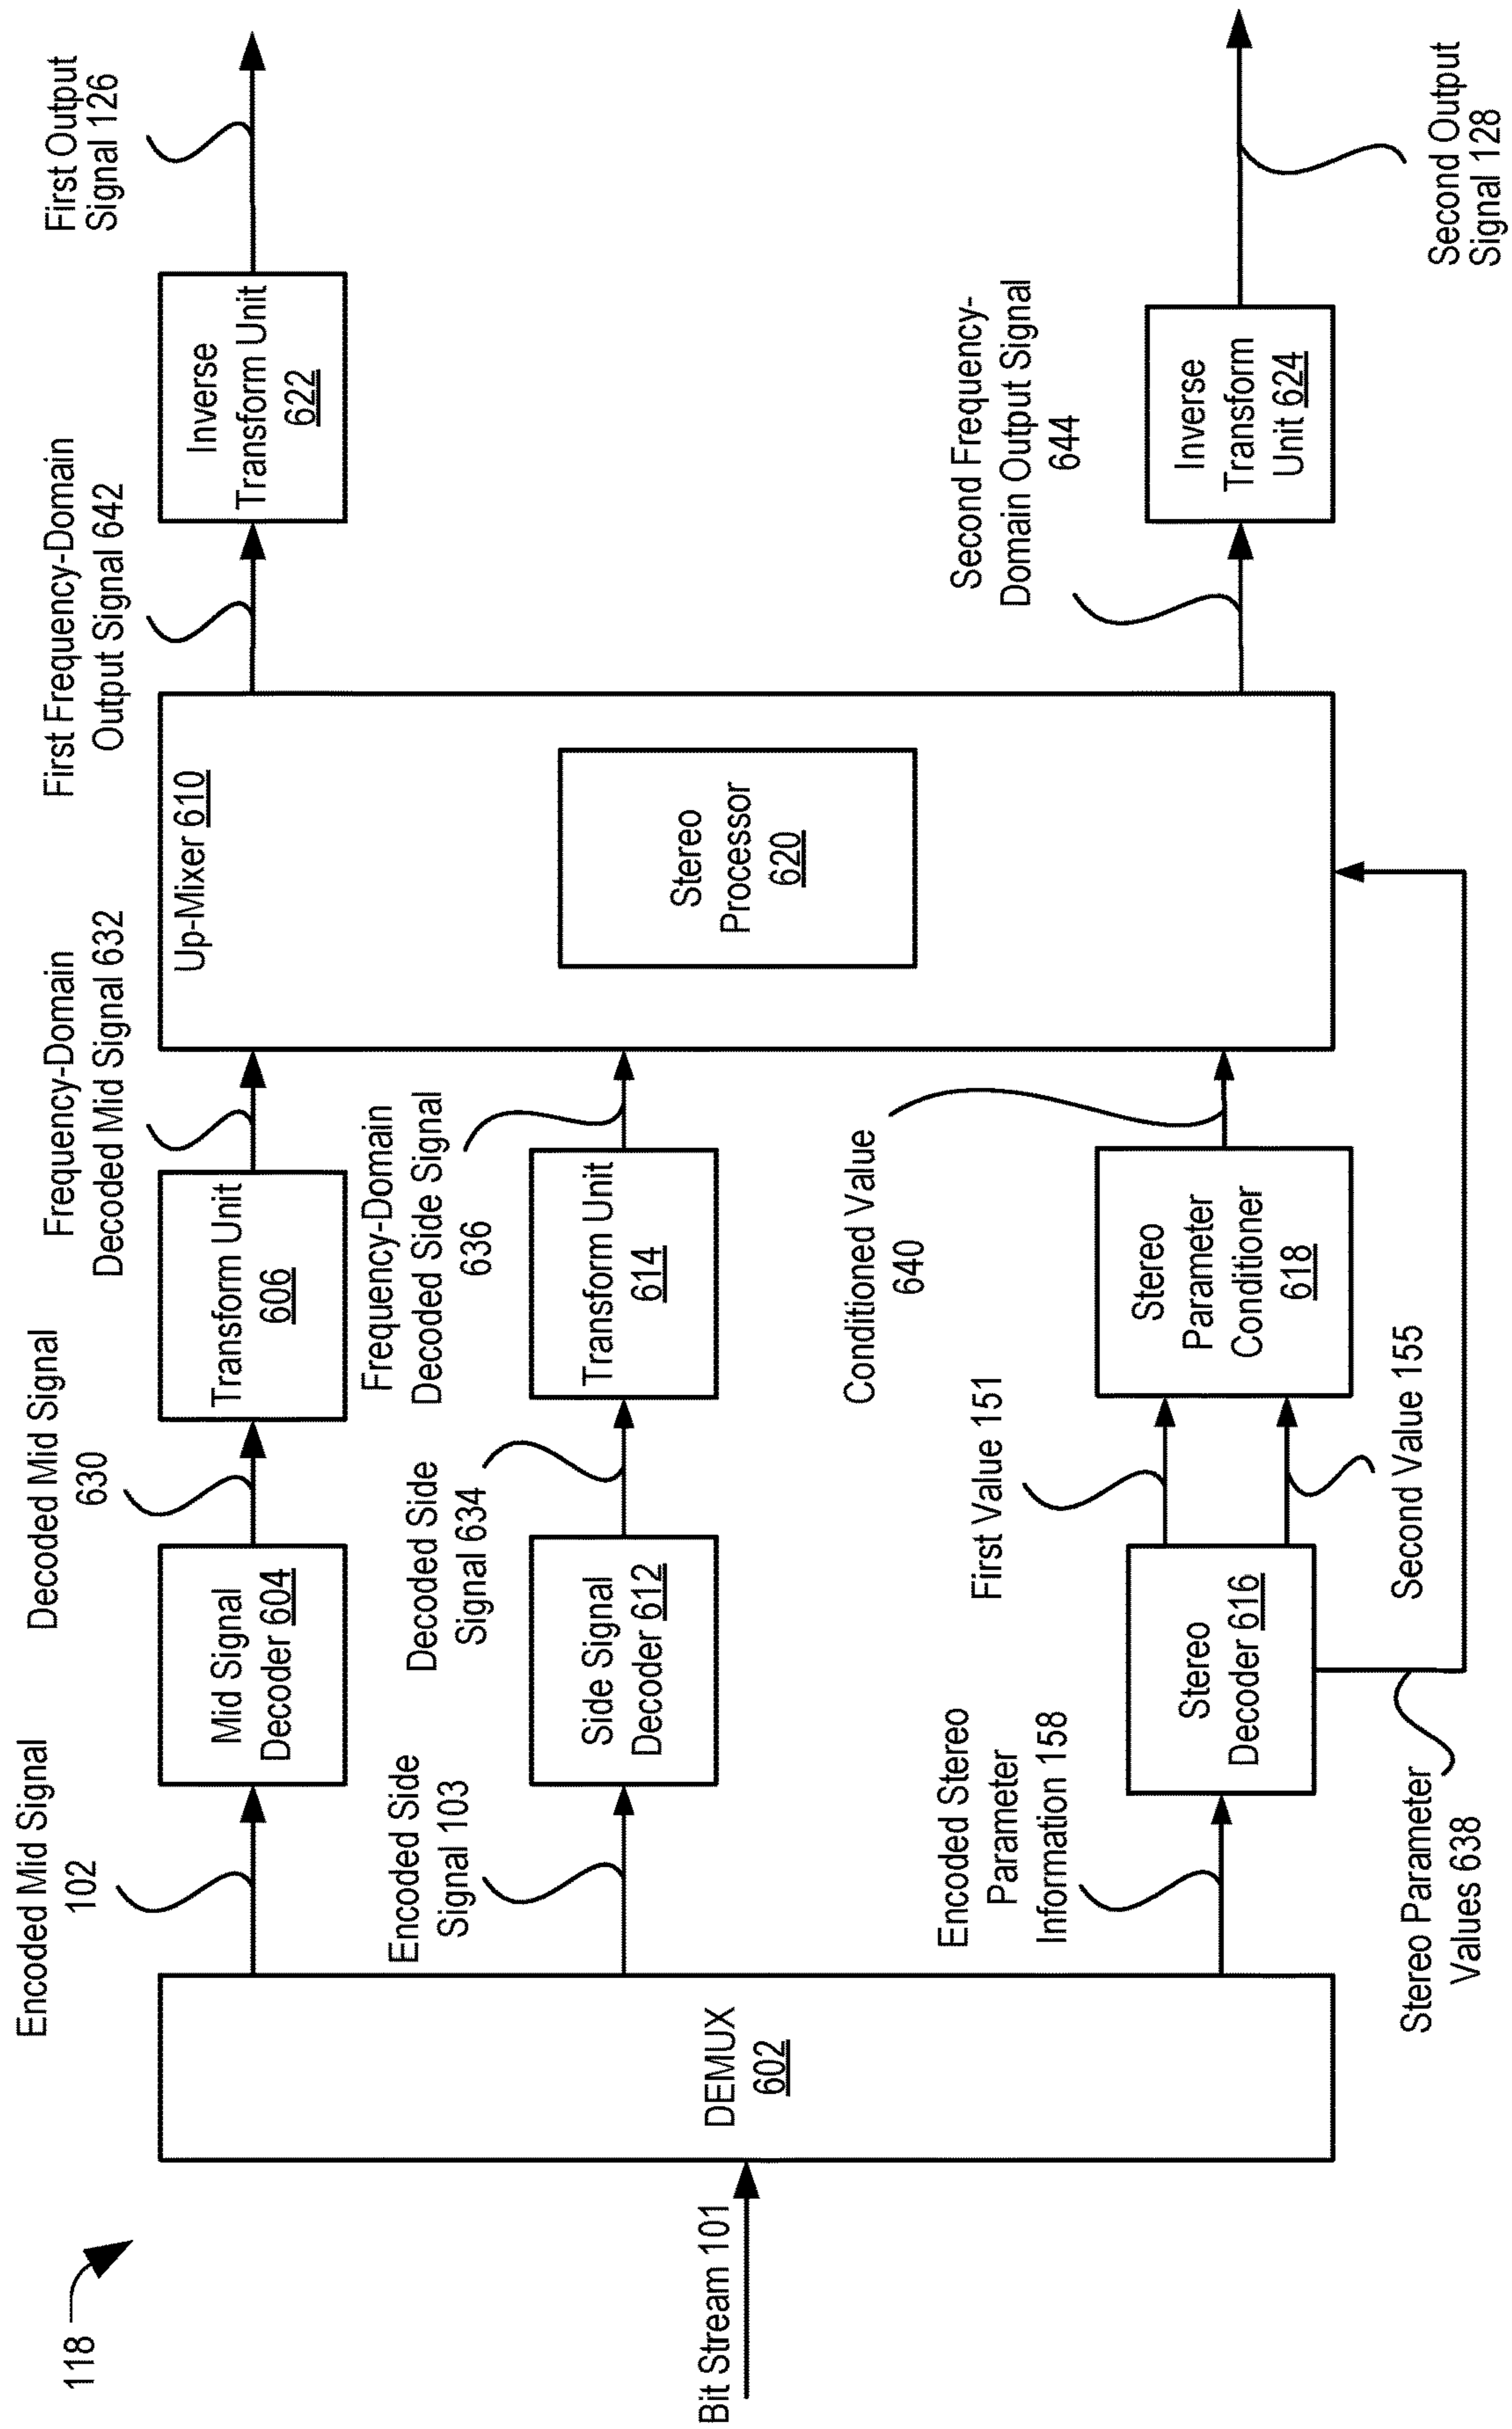 118
Bit Stream 101
DEMUX
602
Encoded Mid Signal
102
Mid Signal
Decoder 604
Decoded Mid Signal
630
Transform Unit
606
Frequency-Domain
Decoded Mid Signal 632
Encoded Side
Signal 103
Side Signal
Decoder 612
Decoded Side
Signal 634
Transform Unit
614
Frequency-Domain
Decoded Side Signal
636
Encoded Stereo
Parameter
Information 158
Stereo
Decoder 616
First Value 151
Second Value 155
Stereo Parameter
Values 638
Stereo
Parameter
Conditioner
618
Conditioned Value
640
Up-Mixer 610
Stereo
Processor
620
First Frequency-Domain
Output Signal 642
Inverse
Transform Unit
622
First Output
Signal 126
Second Frequency-
Domain Output Signal
644
Inverse
Transform
Unit 624
Second Output
Signal 128